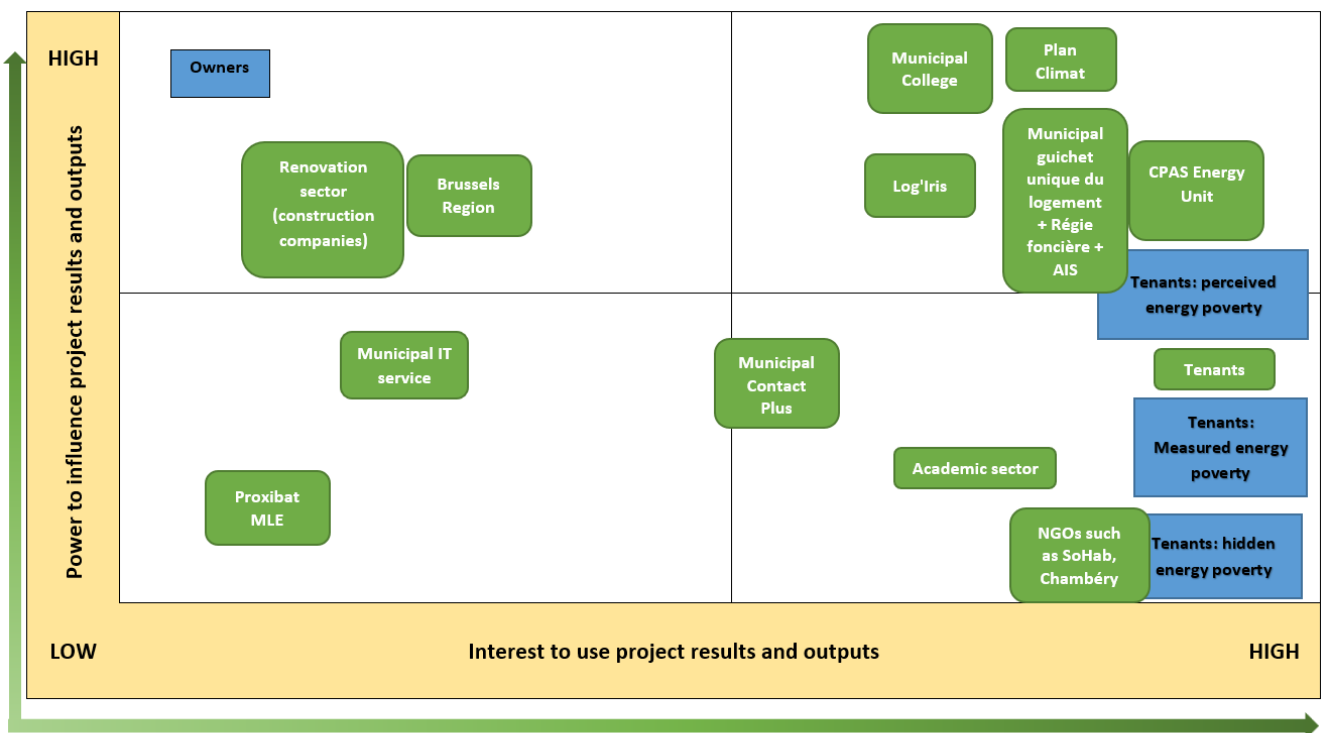 HIGH
Power to influence project results and outputs
Owners
Renovation
sector
(construction
companies)
Brussels
Region
Municipal
College
Plan
Climat
Log'Iris
Municipal
guichet
unique du
logement
+ Régie
foncière +
AIS
CPAS Energy
Unit
Tenants: perceived
energy poverty
Municipal IT
service
Municipal
Contact
Plus
Tenants
Tenants:
Measured energy
poverty
Academic sector
Proxibat
MLE
NGOs such
as SoHab,
Chambéry
Tenants: hidden
energy poverty
LOW
Interest to use project results and outputs
HIGH